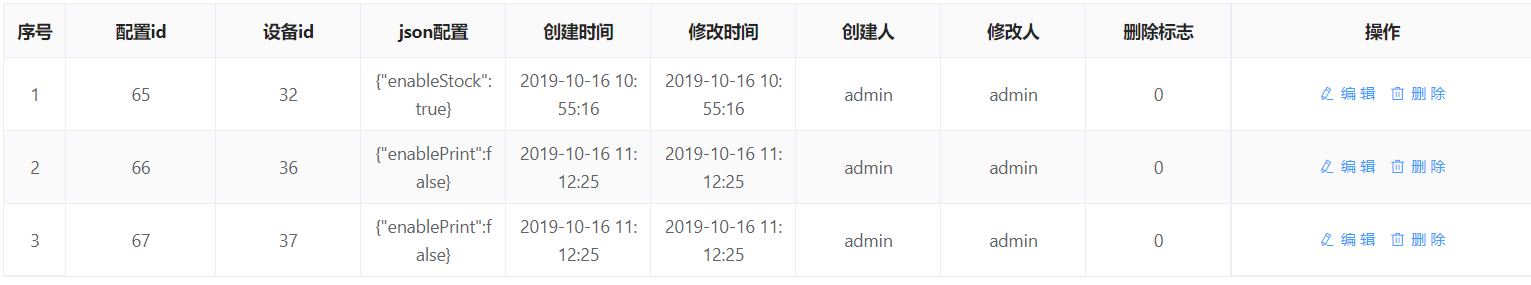 序号 配置id 设备id json配置 创建时间 修改时间 创建人 修改人 删除标志 操作
1 65 32 {"enableStock":
true} 2019-10-16 10:
55:16 2019-10-16 10:
55:16 admin admin 0 编辑 删除
2 66 36 {"enablePrint":f
alse} 2019-10-16 11:
12:25 2019-10-16 11:
12:25 admin admin 0 编辑 删除
3 67 37 {"enablePrint":f
alse} 2019-10-16 11:
12:25 2019-10-16 11:
12:25 admin admin 0 编辑 删除